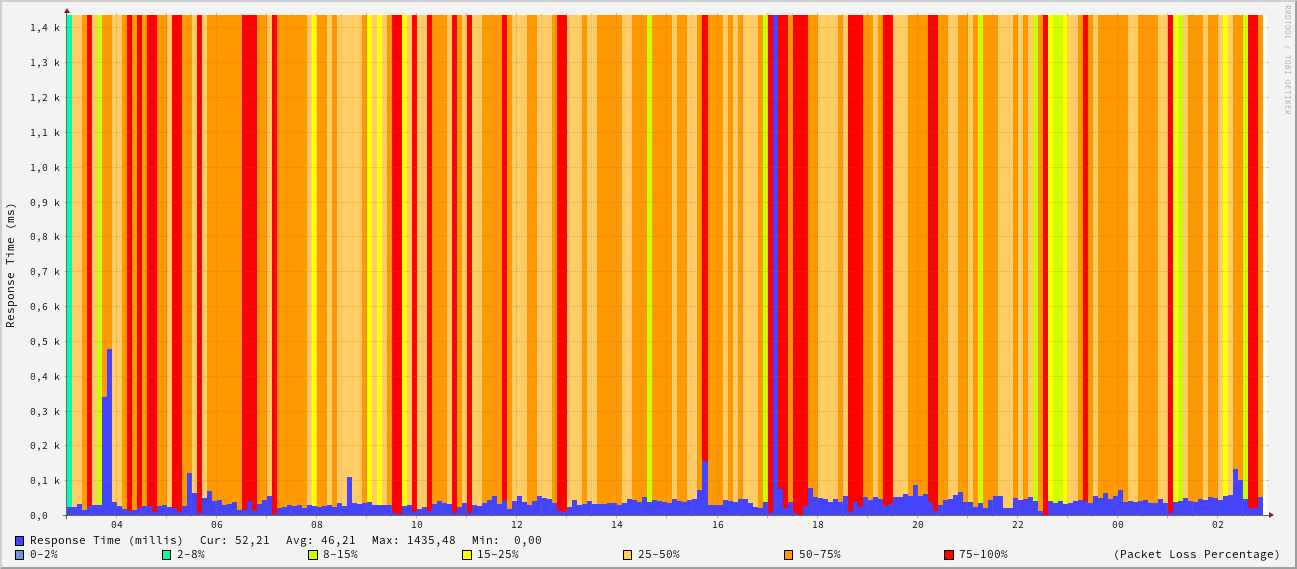 RRDTOOL / TOBI OETIKER
Response Time (ms)
1,4 k
1,3 k
1,2 k
1,1 k
1,0 k
0,9 k
0,8 k
0,7 k
0,6 k
0,5 k
0,4 k
0,3 k
0,2 k
0,1 k
0,0
04 06 08 10 12 14 16 18 20 22 00 02
Response Time (millis) Cur: 52,21 Avg: 46,21 Max: 1435,48 Min: 0,00
0-2% 2-8% 8-15% 15-25% 25-50% 50-75% 75-100% (Packet Loss Percentage)